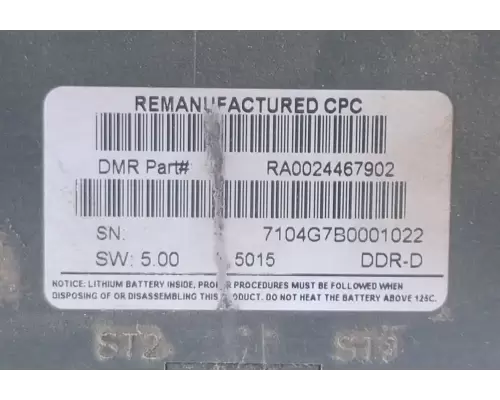 REMANUFACTURED CPC
DMR Part# RA0024467902
SN: 7104G7B0001022
SW: 5.00 5015 DDR-D
NOTICE: LITHIUM BATTERY INSIDE, PROPER PROCEDURES MUST BE FOLLOWED WHEN
DISPOSING OF OR DISASSEMBLING THIS PRODUCT. DO NOT HEAT THE BATTERY ABOVE 125C.
ST2